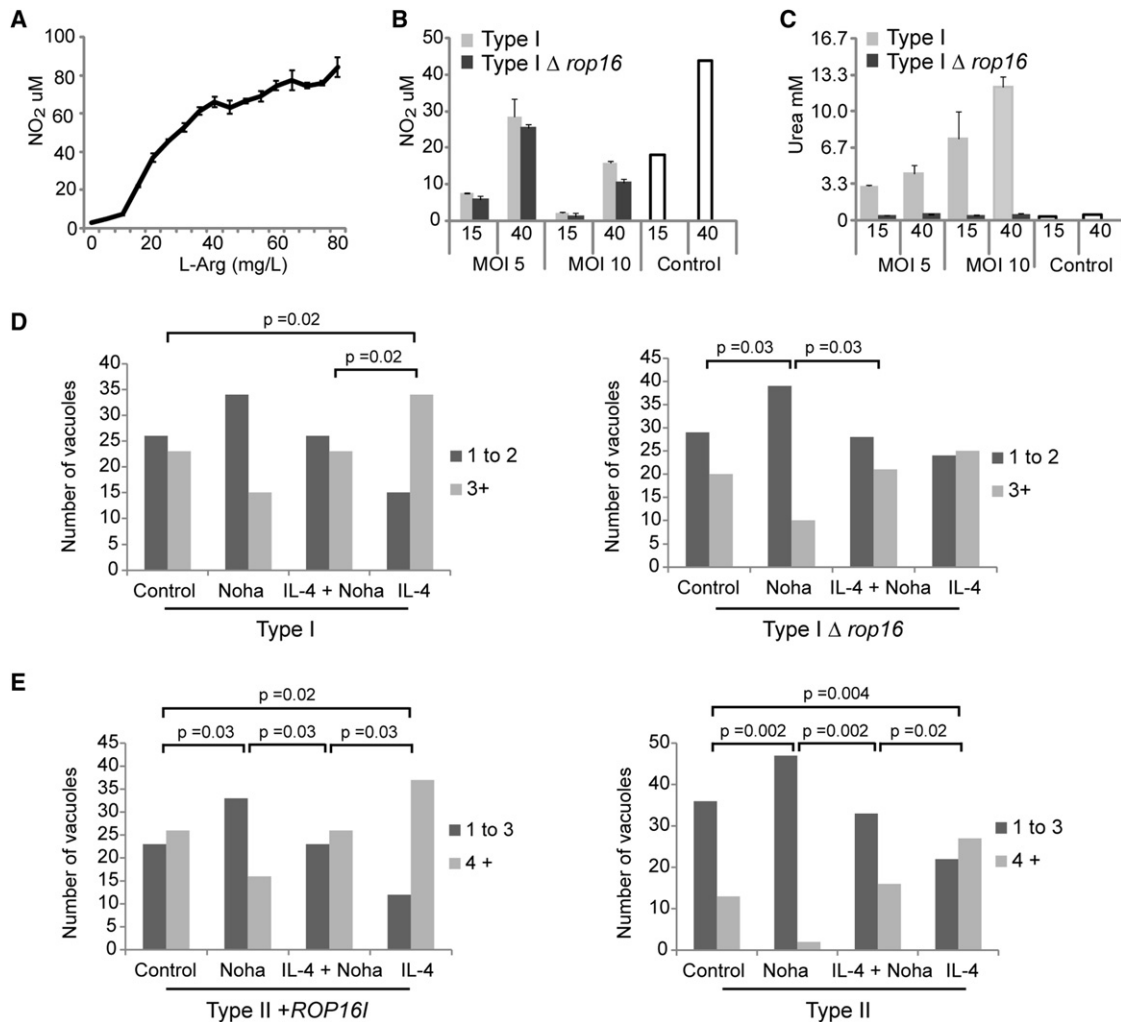 A
NO2 uM
100
80
60
40
20
0
0 20 40 60 80
L-Arg (mg/L)
B
NO2 uM
50
40
30
20
10
0
Type I
Type I Δ rop16
15 40 15 40 15 40
MOI 5 MOI 10 Control
C
Urea mM
16.7
13.3
10
6.7
3.3
0
Type I
Type I Δ rop16
15 40 15 40 15 40
MOI 5 MOI 10 Control
D
p =0.02
p =0.02
Number of vacuoles
40
35
30
25
20
15
10
5
0
1 to 2
3+
Control Noha IL-4 + Noha IL-4
Type I
p =0.03 p =0.03
Number of vacuoles
45
40
35
30
25
20
15
10
5
0
1 to 2
3+
Control Noha IL-4 + Noha IL-4
Type I Δ rop16
E
p =0.02
p =0.03 p =0.03 p =0.03
Number of vacuoles
40
35
30
25
20
15
10
5
0
1 to 3
4 +
Control Noha IL-4 + Noha IL-4
Type II +ROP16I
p =0.004
p =0.002 p =0.002 p =0.02
Number of vacuoles
50
40
30
20
10
0
1 to 3
4 +
Control Noha IL-4 + Noha IL-4
Type II